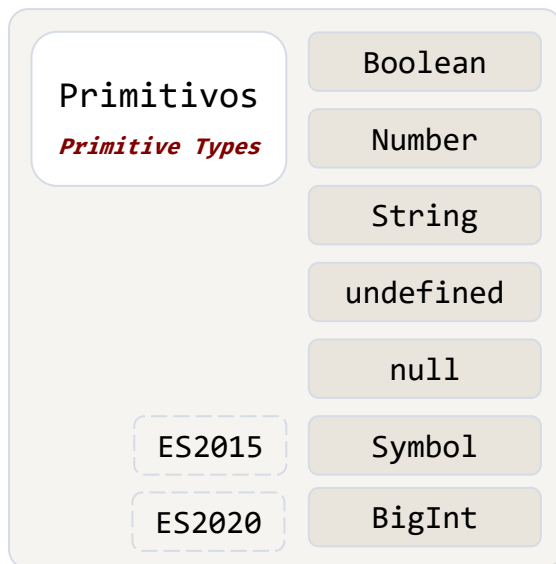 Primitivos
Primitive Types
Boolean
Number
String
undefined
null
ES2015
Symbol
ES2020
BigInt